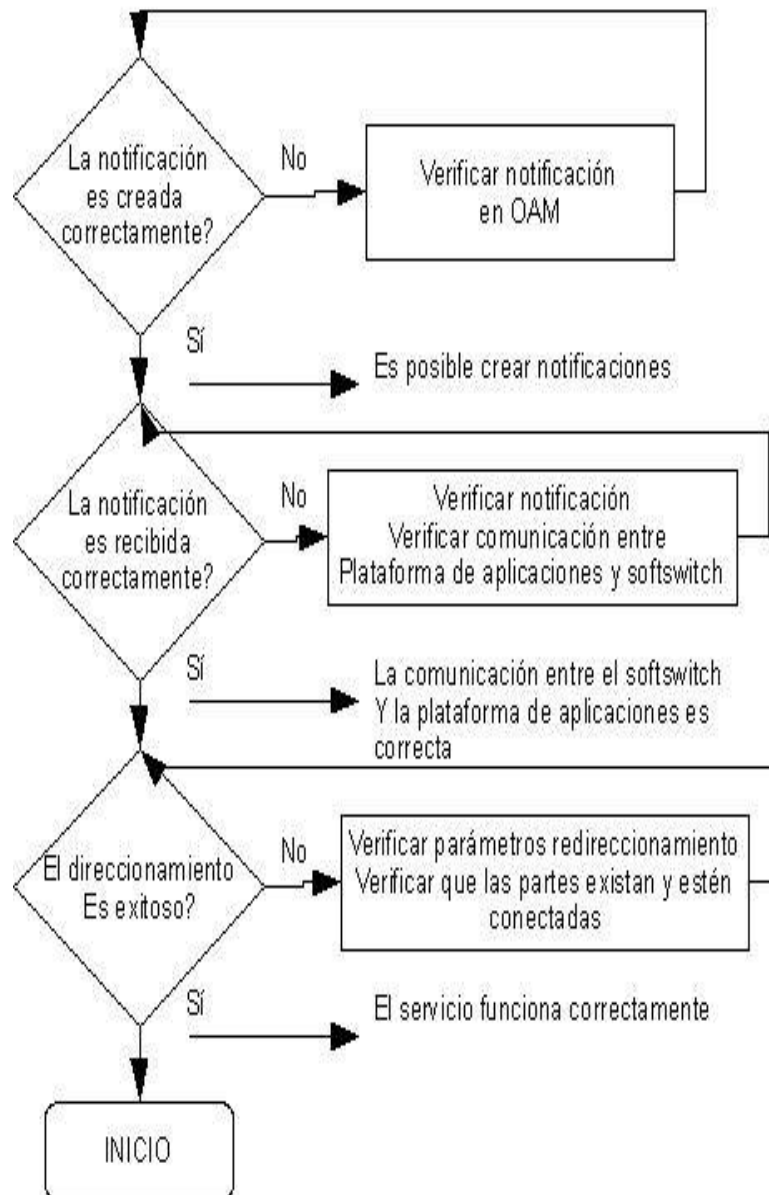 La notificación
es creada
correctamente?
No
Verificar notificación
en OAM
Sí
Es posible crear notificaciones
La notificación
es recibida
correctamente?
No
Verificar notificación
Verificar comunicación entre
Plataforma de aplicaciones y softswitch
Sí
La comunicación entre el softswitch
Y la plataforma de aplicaciones es
correcta
El direccionamiento
Es exitoso?
No
Verificar parámetros redireccionamiento
Verificar que las partes existan y estén
conectadas
Sí
El servicio funciona correctamente
INICIO